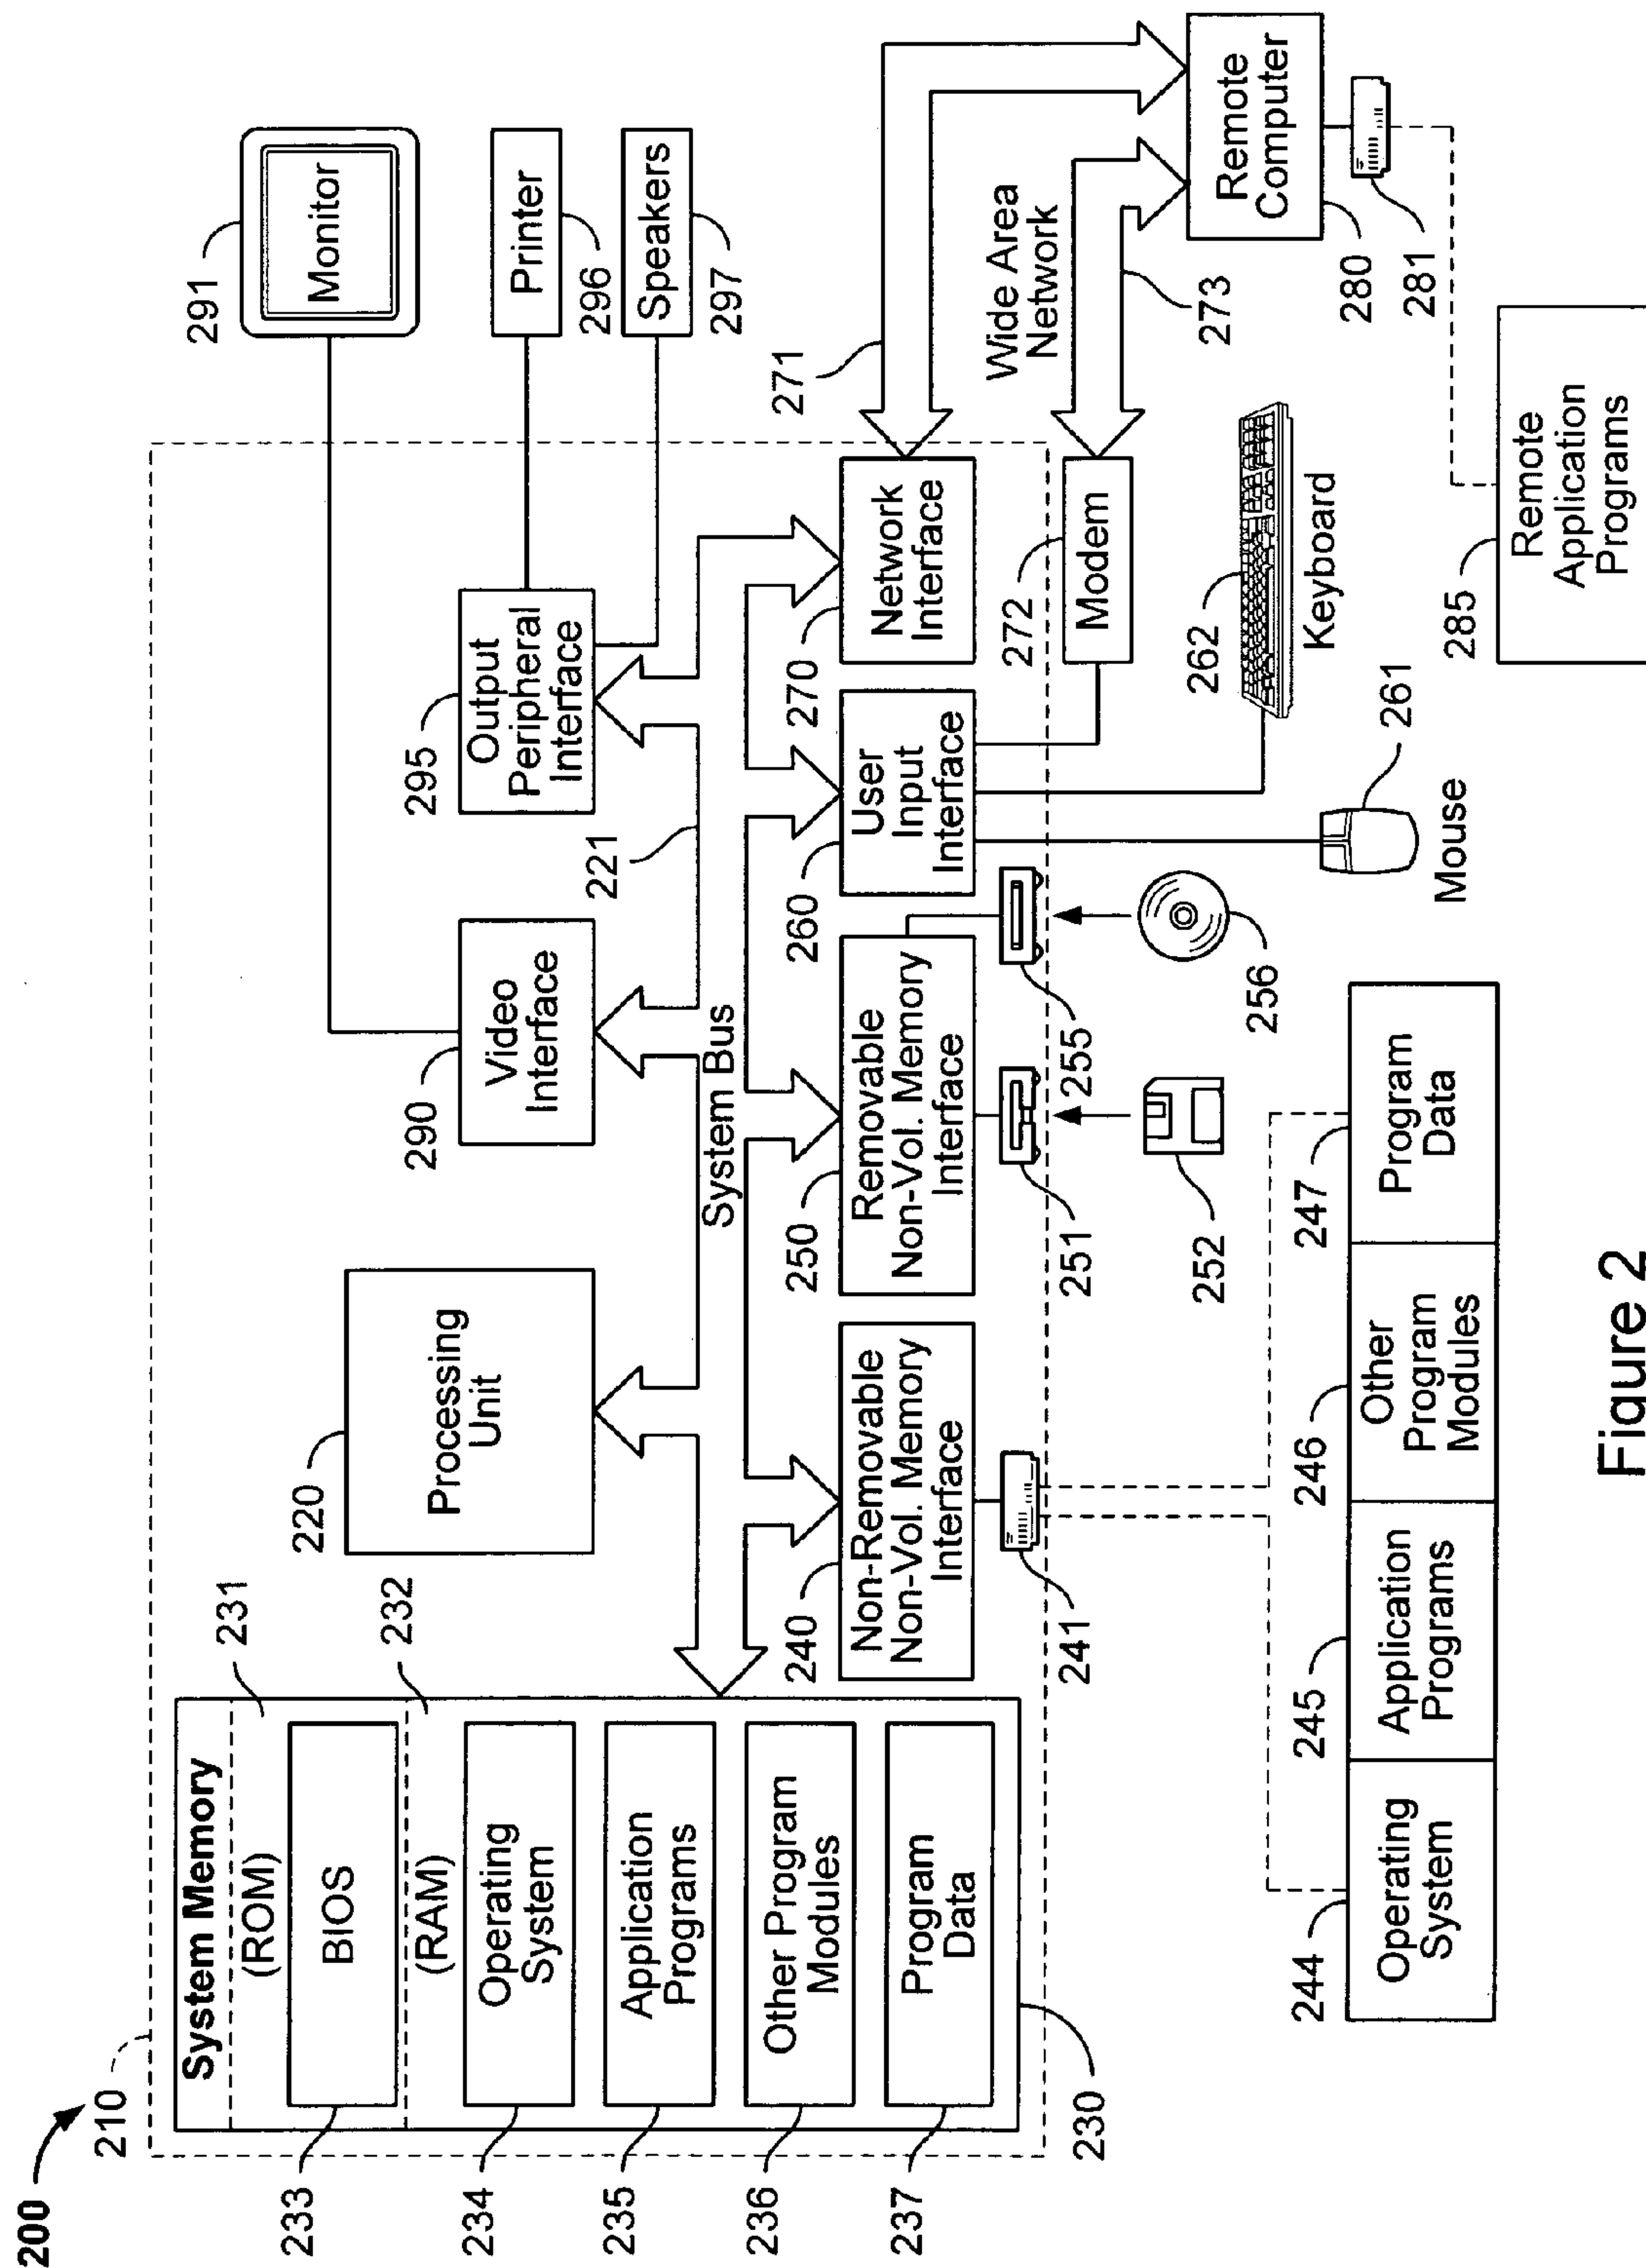 200
210
System Memory
(ROM)
231
BIOS
233
(RAM)
232
Operating
System
234
Application
Programs
235
Other Program
Modules
236
Program
Data
237
230
220
Processing
Unit
290
Video
Interface
295
Output
Peripheral
Interface
291
Monitor
Printer
296
Speakers
297
System Bus
221
240
Non-Removable
Non-Vol. Memory
Interface
250
Removable
Non-Vol. Memory
Interface
260
User
Input
Interface
270
Network
Interface
271
Wide Area
Network
272
Modem
273
Remote
Computer
280
281
241
251
255
252
256
Mouse
261
262
Keyboard
285
Remote
Application
Programs
244
Operating
System
245
Application
Programs
246
Other
Program
Modules
247
Program
Data
Figure 2